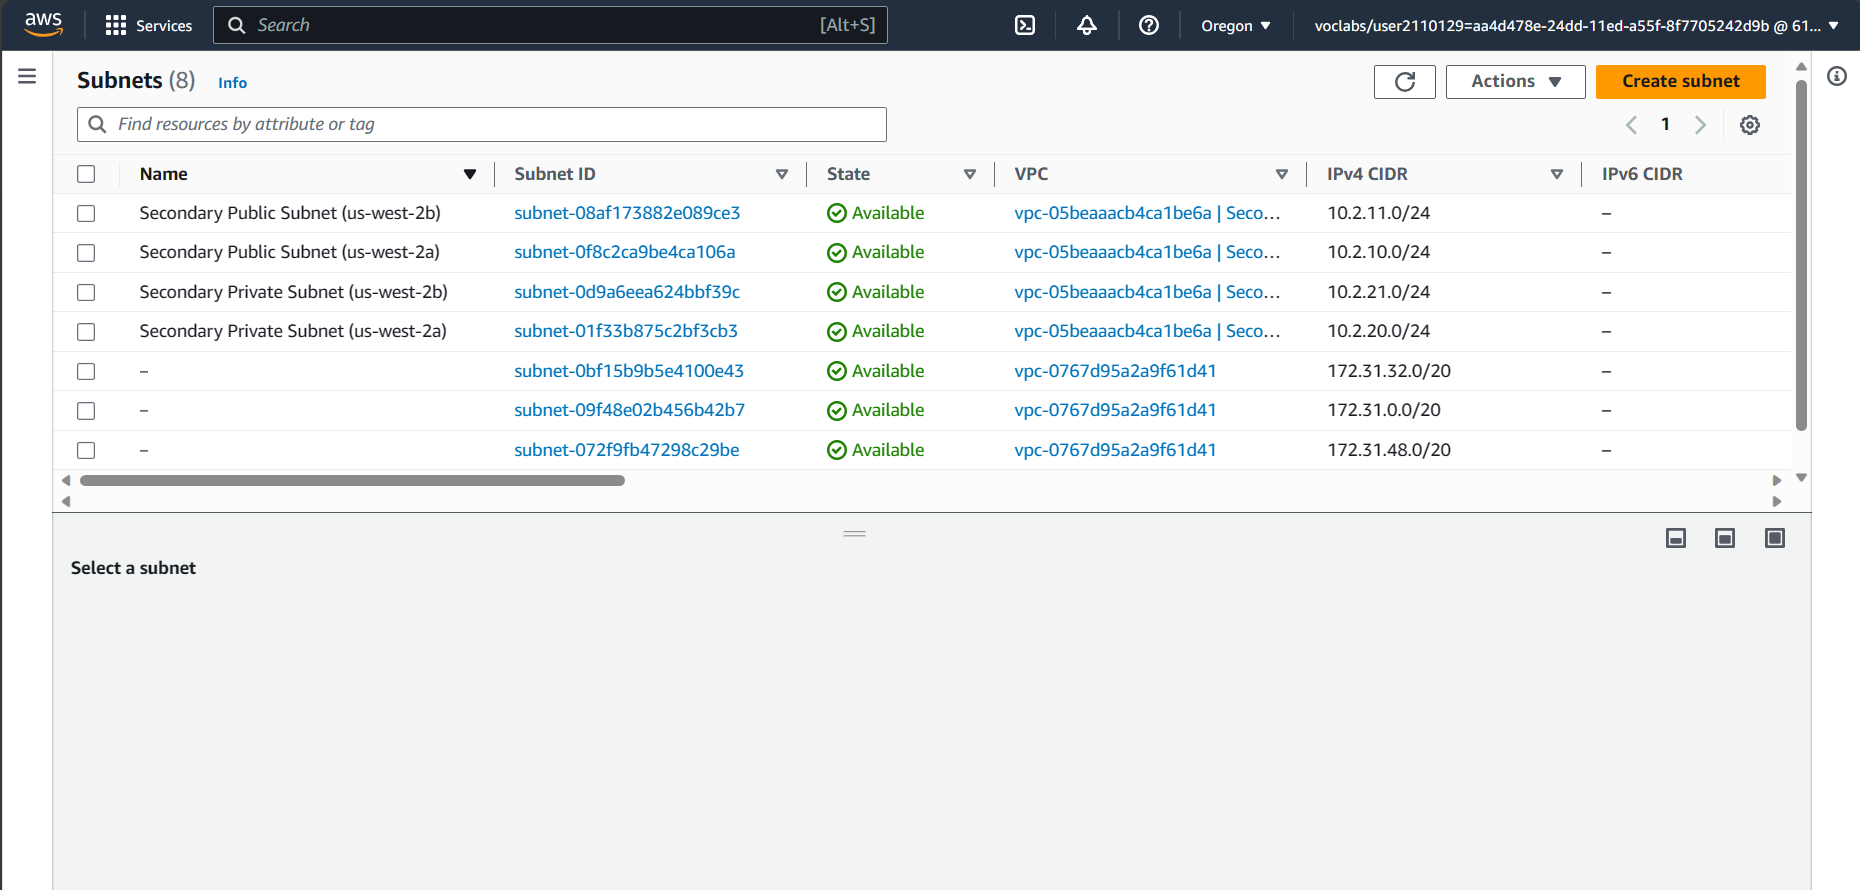 aws Services Search [Alt+S] Oregon ▼ voclabs/user2110129=aa4d478e-24dd-11ed-a55f-8f7705242d9b @ 61... ▼
Subnets (8) Info Actions ▼ Create subnet
Find resources by attribute or tag 1
Name Subnet ID State VPC IPv4 CIDR IPv6 CIDR
Secondary Public Subnet (us-west-2b) subnet-08af173882e089ce3 Available vpc-05beaaacb4ca1be6a | Seco... 10.2.11.0/24 –
Secondary Public Subnet (us-west-2a) subnet-0f8c2ca9be4ca106a Available vpc-05beaaacb4ca1be6a | Seco... 10.2.10.0/24 –
Secondary Private Subnet (us-west-2b) subnet-0d9a6eea624bbf39c Available vpc-05beaaacb4ca1be6a | Seco... 10.2.21.0/24 –
Secondary Private Subnet (us-west-2a) subnet-01f33b875c2bf3cb3 Available vpc-05beaaacb4ca1be6a | Seco... 10.2.20.0/24 –
– subnet-0bf15b9b5e4100e43 Available vpc-0767d95a2a9f61d41 172.31.32.0/20 –
– subnet-09f48e02b456b42b7 Available vpc-0767d95a2a9f61d41 172.31.0.0/20 –
– subnet-072f9fb47298c29be Available vpc-0767d95a2a9f61d41 172.31.48.0/20 –
Select a subnet